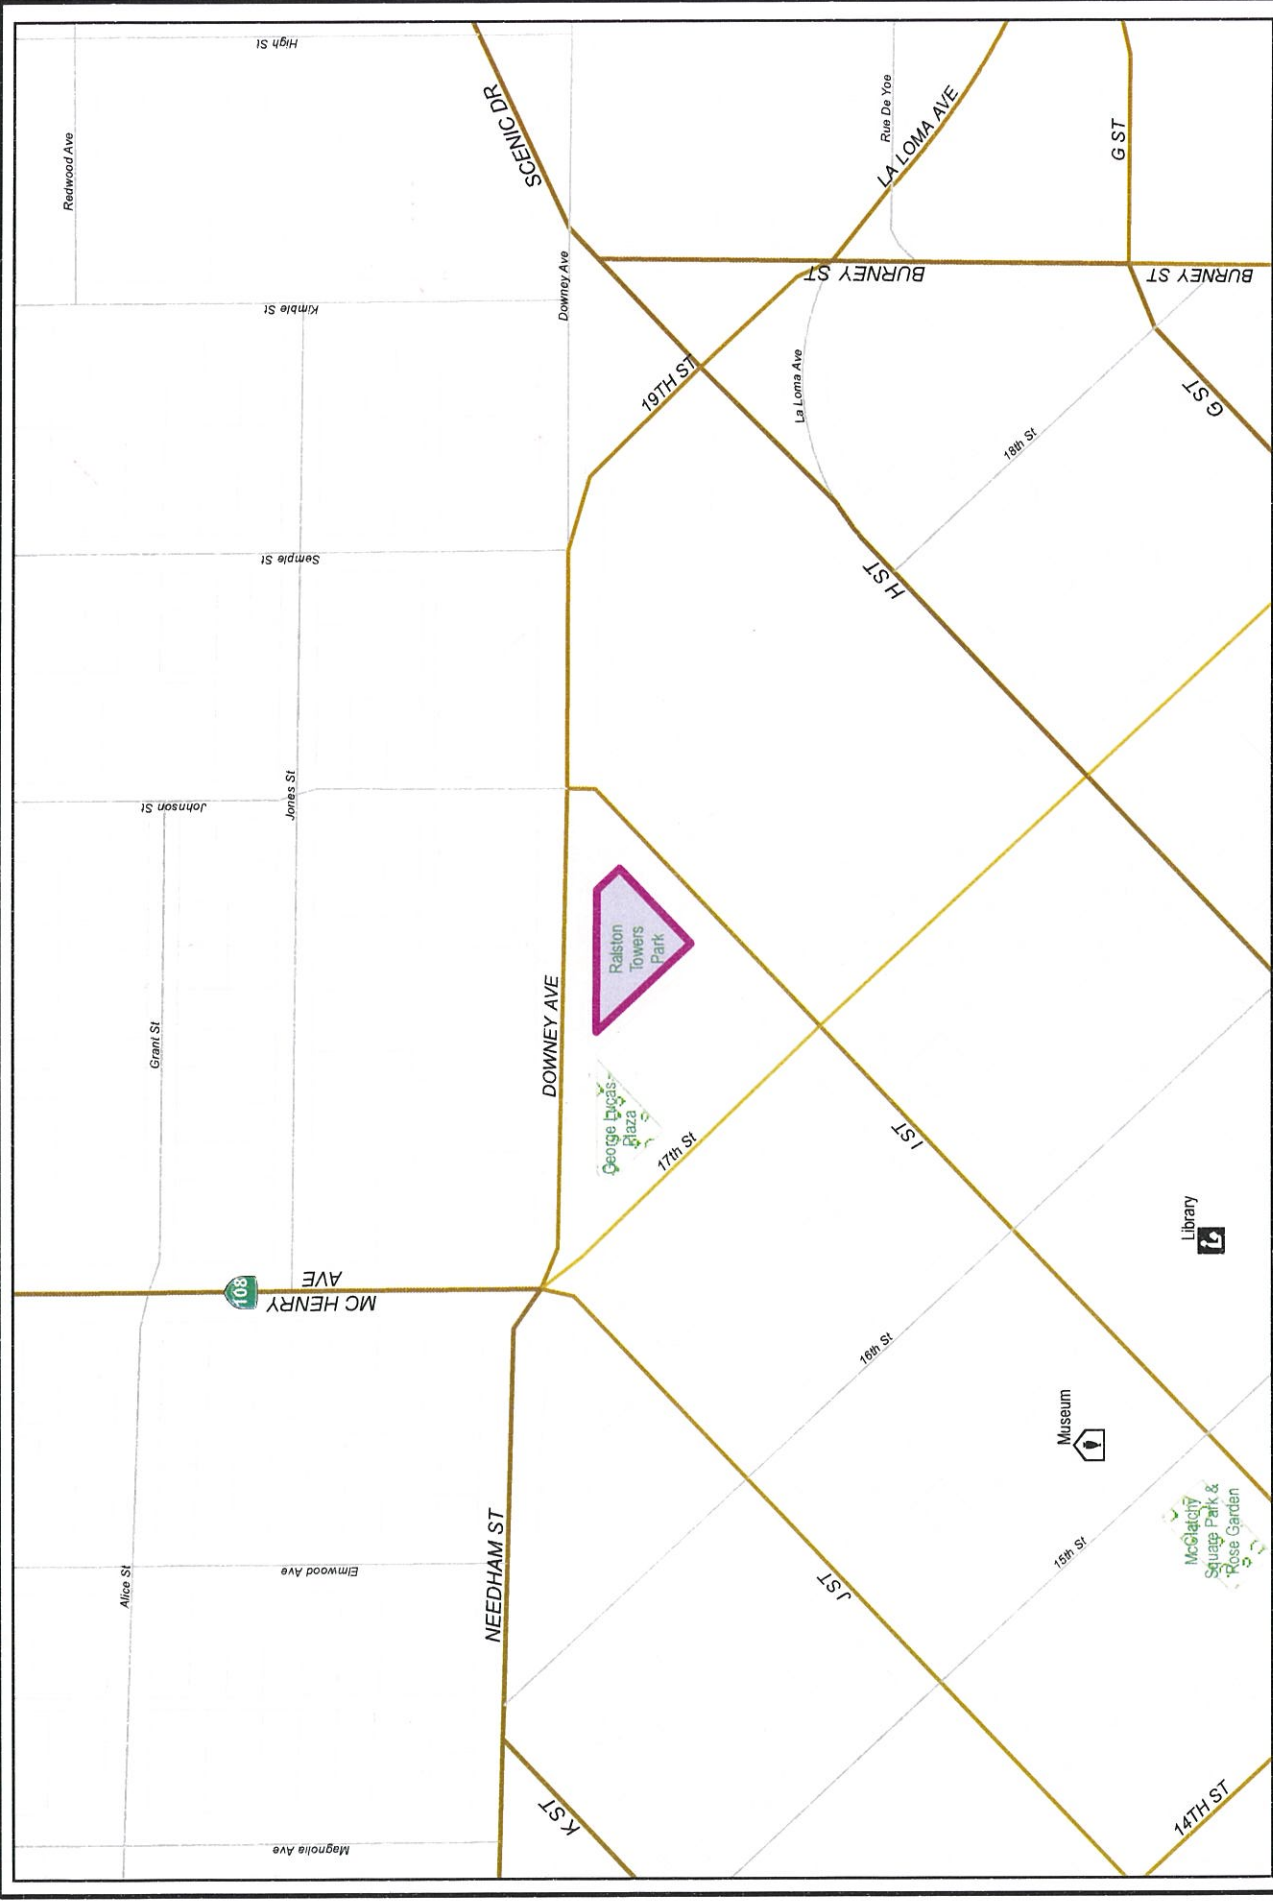 High St
Redwood Ave
SCENIC DR
Rue De Yoe
LA LOMA AVE
G ST
Kimble St
Downey Ave
BURNEY ST
BURNEY ST
19TH ST
La Loma Ave
G ST
18th St
Semple St
H ST
Johnson St
Jones St
Grant St
DOWNEY AVE
Ralston
Towers
Park
George Lucas
Plaza
17th St
I ST
Library
108
MC HENRY
AVE
16th St
Museum
McClatchy
Square Park &
Rose Garden
15th St
NEEDHAM ST
J ST
Elmwood Ave
Alice St
K ST
14TH ST
Magnolia Ave